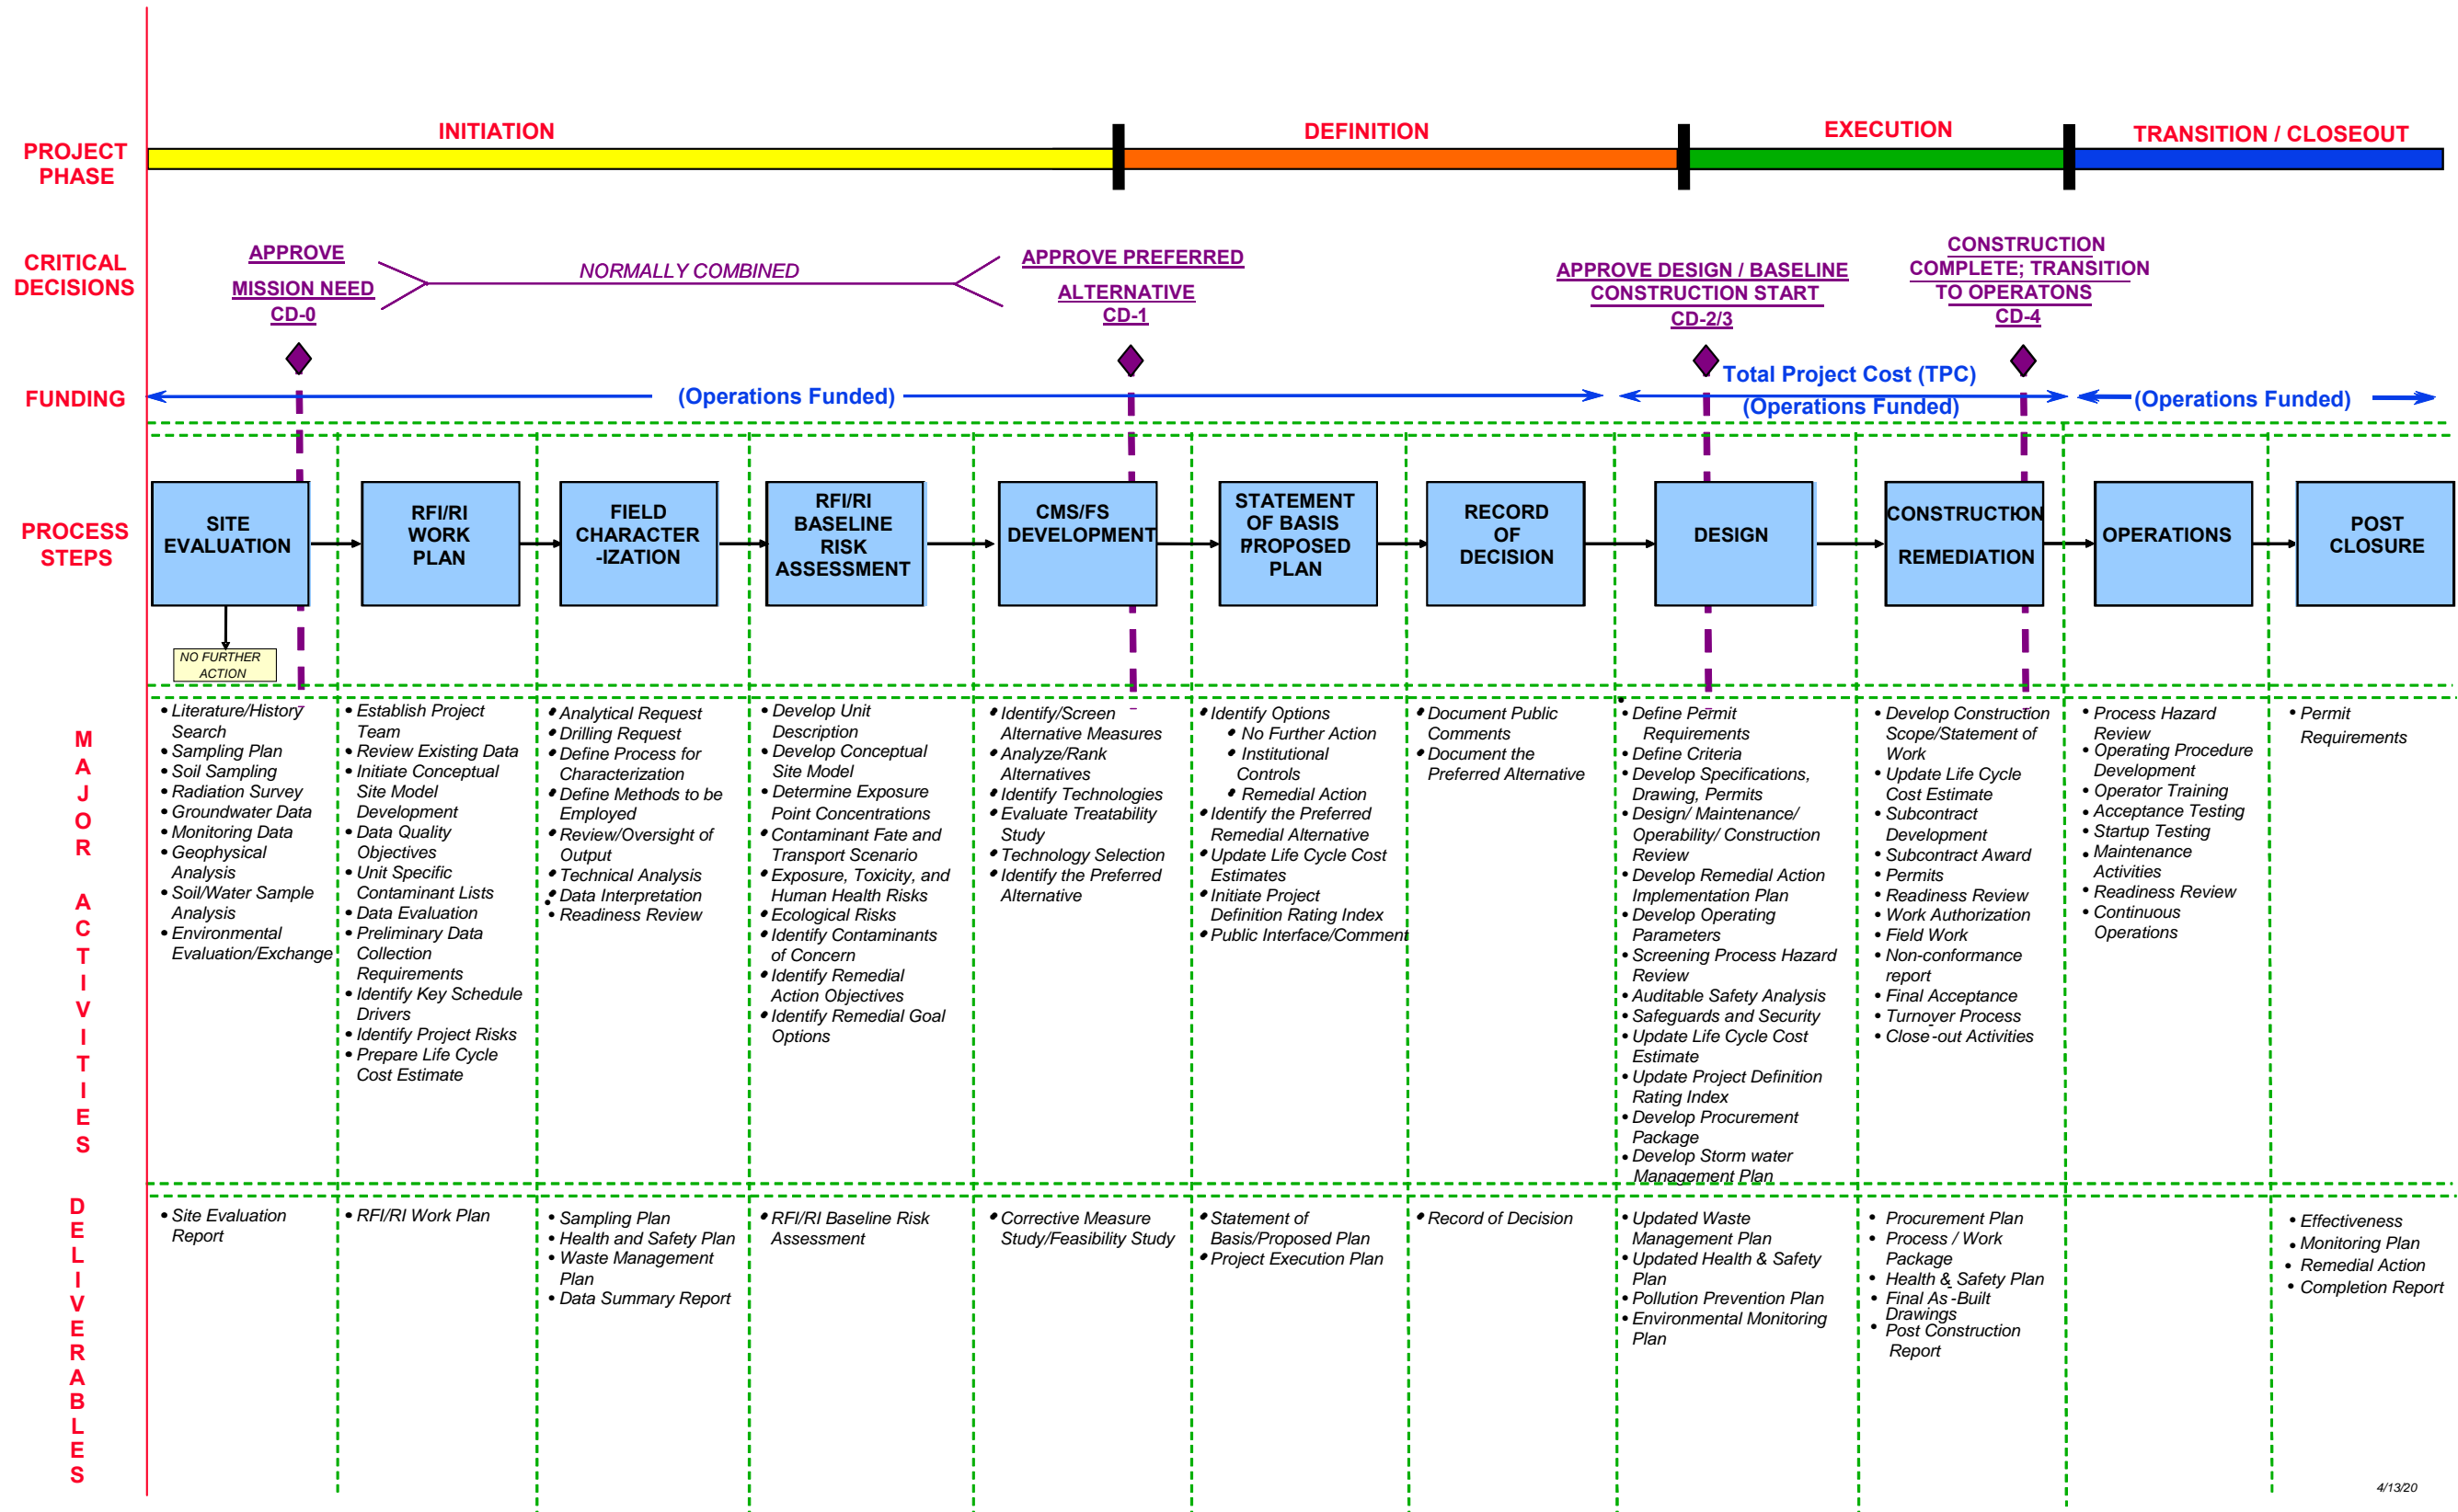 INITIATION
DEFINITION
EXECUTION
TRANSITION / CLOSEOUT
PROJECT
PHASE
CRITICAL
DECISIONS
APPROVE
MISSION NEED
CD-0
NORMALLY COMBINED
APPROVE PREFERRED
ALTERNATIVE
CD-1
APPROVE DESIGN / BASELINE
CONSTRUCTION START
CD-2/3
CONSTRUCTION
COMPLETE; TRANSITION
TO OPERATONS
CD-4
FUNDING
(Operations Funded)
Total Project Cost (TPC)
(Operations Funded)
(Operations Funded)
PROCESS
STEPS
SITE
EVALUATION
RFI/RI
WORK
PLAN
FIELD
CHARACTER
-IZATION
RFI/RI
BASELINE
RISK
ASSESSMENT
CMS/FS
DEVELOPMENT
STATEMENT
OF BASIS
PROPOSED
PLAN
RECORD
OF
DECISION
DESIGN
CONSTRUCTION
REMEDIATION
OPERATIONS
POST
CLOSURE
NO FURTHER
ACTION
MAJOR
ACTIVITIES
• Literature/History
Search
• Sampling Plan
• Soil Sampling
• Radiation Survey
• Groundwater Data
• Monitoring Data
• Geophysical
Analysis
• Soil/Water Sample
Analysis
• Environmental
Evaluation/Exchange
• Establish Project
Team
• Review Existing Data
• Initiate Conceptual
Site Model
Development
• Data Quality
Objectives
• Unit Specific
Contaminant Lists
• Data Evaluation
• Preliminary Data
Collection
Requirements
• Identify Key Schedule
Drivers
• Identify Project Risks
• Prepare Life Cycle
Cost Estimate
• Analytical Request
• Drilling Request
• Define Process for
Characterization
• Define Methods to be
Employed
• Review/Oversight of
Output
• Technical Analysis
• Data Interpretation
• Readiness Review
• Develop Unit
Description
• Develop Conceptual
Site Model
• Determine Exposure
Point Concentrations
• Contaminant Fate and
Transport Scenario
• Exposure, Toxicity, and
Human Health Risks
• Ecological Risks
• Identify Contaminants
of Concern
• Identify Remedial
Action Objectives
• Identify Remedial Goal
Options
• Identify/Screen
Alternative Measures
• Analyze/Rank
Alternatives
• Identify Technologies
• Evaluate Treatability
Study
• Technology Selection
• Identify the Preferred
Alternative
• Identify Options
• No Further Action
• Institutional
Controls
• Remedial Action
• Identify the Preferred
Remedial Alternative
• Update Life Cycle Cost
Estimates
• Initiate Project
Definition Rating Index
• Public Interface/Comment
• Document Public
Comments
• Document the
Preferred Alternative
• Define Permit
Requirements
• Define Criteria
• Develop Specifications,
Drawing, Permits
• Design/ Maintenance/
Operability/ Construction
Review
• Develop Remedial Action
Implementation Plan
• Develop Operating
Parameters
• Screening Process Hazard
Review
• Auditable Safety Analysis
• Safeguards and Security
• Update Life Cycle Cost
Estimate
• Update Project Definition
Rating Index
• Develop Procurement
Package
• Develop Storm water
Management Plan
• Develop Construction
Scope/Statement of
Work
• Update Life Cycle
Cost Estimate
• Subcontract
Development
• Subcontract Award
• Permits
• Readiness Review
• Work Authorization
• Field Work
• Non-conformance
report
• Final Acceptance
• Turnover Process
• Close-out Activities
• Process Hazard
Review
• Operating Procedure
Development
• Operator Training
• Acceptance Testing
• Startup Testing
• Maintenance
Activities
• Readiness Review
• Continuous
Operations
• Permit
Requirements
DELIVERABLES
• Site Evaluation
Report
• RFI/RI Work Plan
• Sampling Plan
• Health and Safety Plan
• Waste Management
Plan
• Data Summary Report
• RFI/RI Baseline Risk
Assessment
• Corrective Measure
Study/Feasibility Study
• Statement of
Basis/Proposed Plan
• Project Execution Plan
• Record of Decision
• Updated Waste
Management Plan
• Updated Health & Safety
Plan
• Pollution Prevention Plan
• Environmental Monitoring
Plan
• Procurement Plan
• Process / Work
Package
• Health & Safety Plan
• Final As-Built
Drawings
• Post Construction
Report
• Effectiveness
• Monitoring Plan
• Remedial Action
• Completion Report
4/13/20